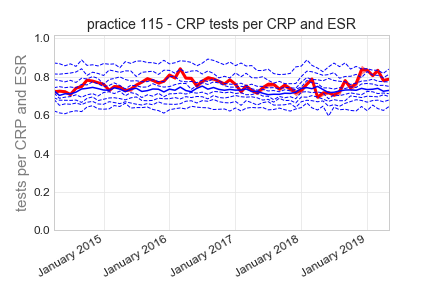 practice 115 - CRP tests per CRP and ESR
tests per CRP and ESR
1.0
0.8
0.6
0.4
0.2
0.0
January 2015
January 2016
January 2017
January 2018
January 2019